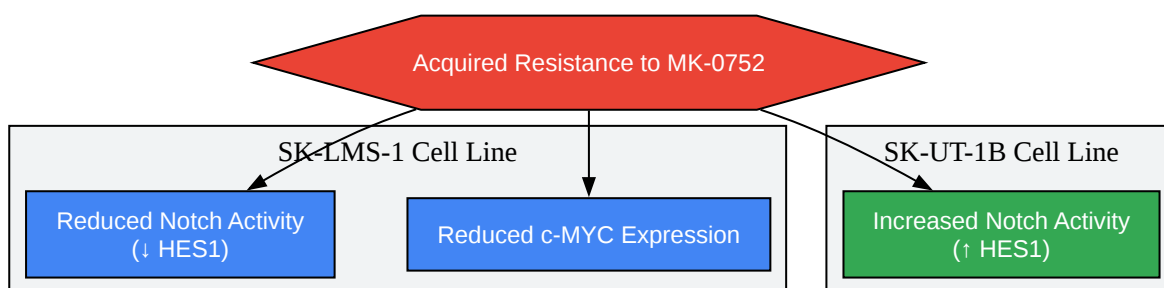 Acquired Resistance to MK-0752
SK-LMS-1 Cell Line
SK-UT-1B Cell Line
Reduced Notch Activity
(↓ HES1)
Reduced c-MYC Expression
Increased Notch Activity
(↑ HES1)